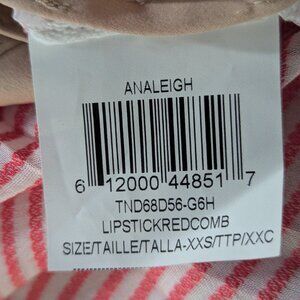 ANALEIGH
6 12000 44851 7
TND68D56-G6H
LIPSTICKREDCOMB
SIZE/TAILLE/TALLA-XXS/TTP/XXC